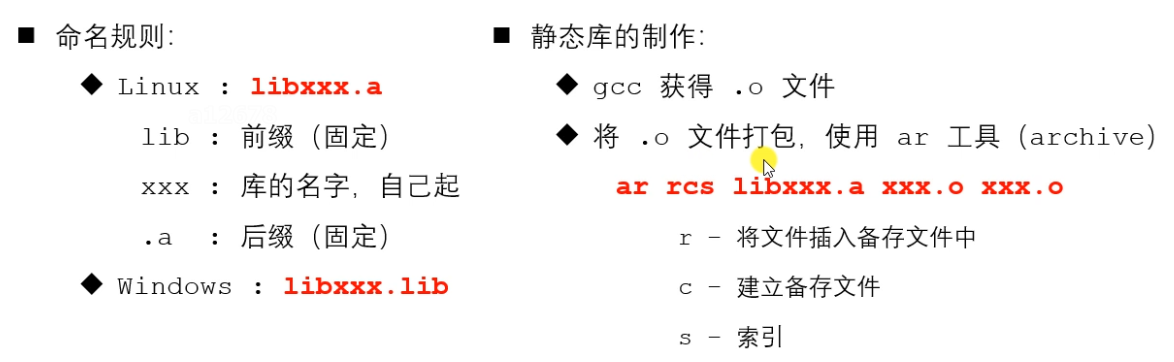 ■ 命名规则:
◆ Linux : libxxx.a
lib : 前缀（固定）
xxx : 库的名字，自己起
.a : 后缀（固定）
◆ Windows : libxxx.lib
■ 静态库的制作:
◆ gcc 获得 .o 文件
◆ 将 .o 文件打包，使用 ar 工具（archive）
ar rcs libxxx.a xxx.o xxx.o
r - 将文件插入备存文件中
c - 建立备存文件
s - 索引